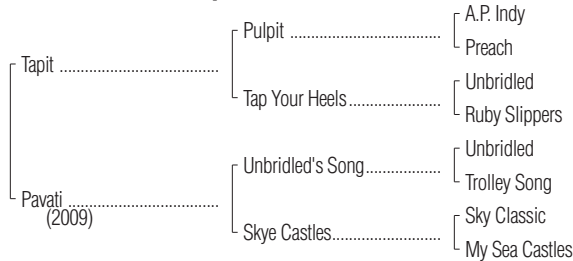 A.P. Indy
Pulpit
Preach
Tapit
Unbridled
Tap Your Heels
Ruby Slippers
Unbridled
Unbridled's Song
Trolley Song
Pavati
(2009)
Sky Classic
Skye Castles
My Sea Castles